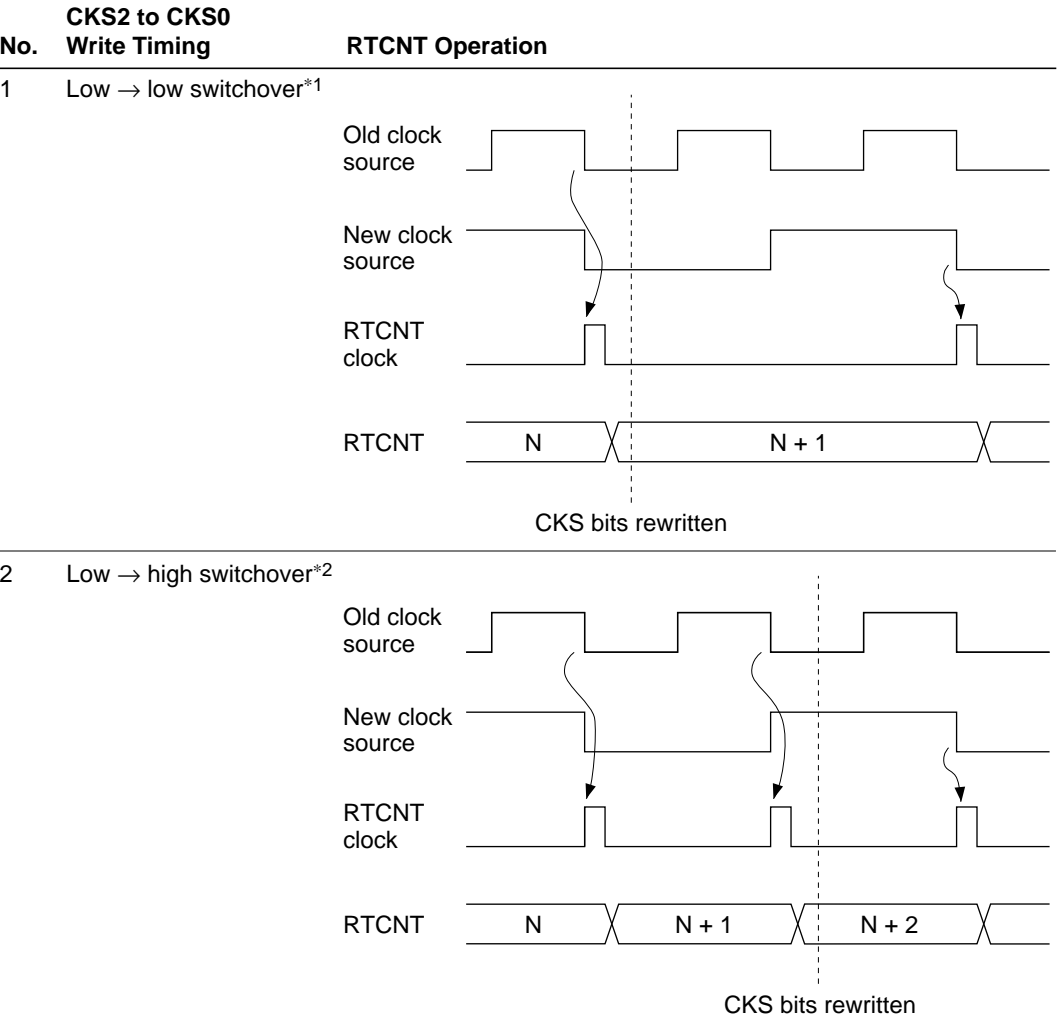 CKS2 to CKS0
No. Write Timing RTCNT Operation
1 Low → low switchover*1
Old clock
source
New clock
source
RTCNT
clock
RTCNT N N + 1
CKS bits rewritten
2 Low → high switchover*2
Old clock
source
New clock
source
RTCNT
clock
RTCNT N N + 1 N + 2
CKS bits rewritten